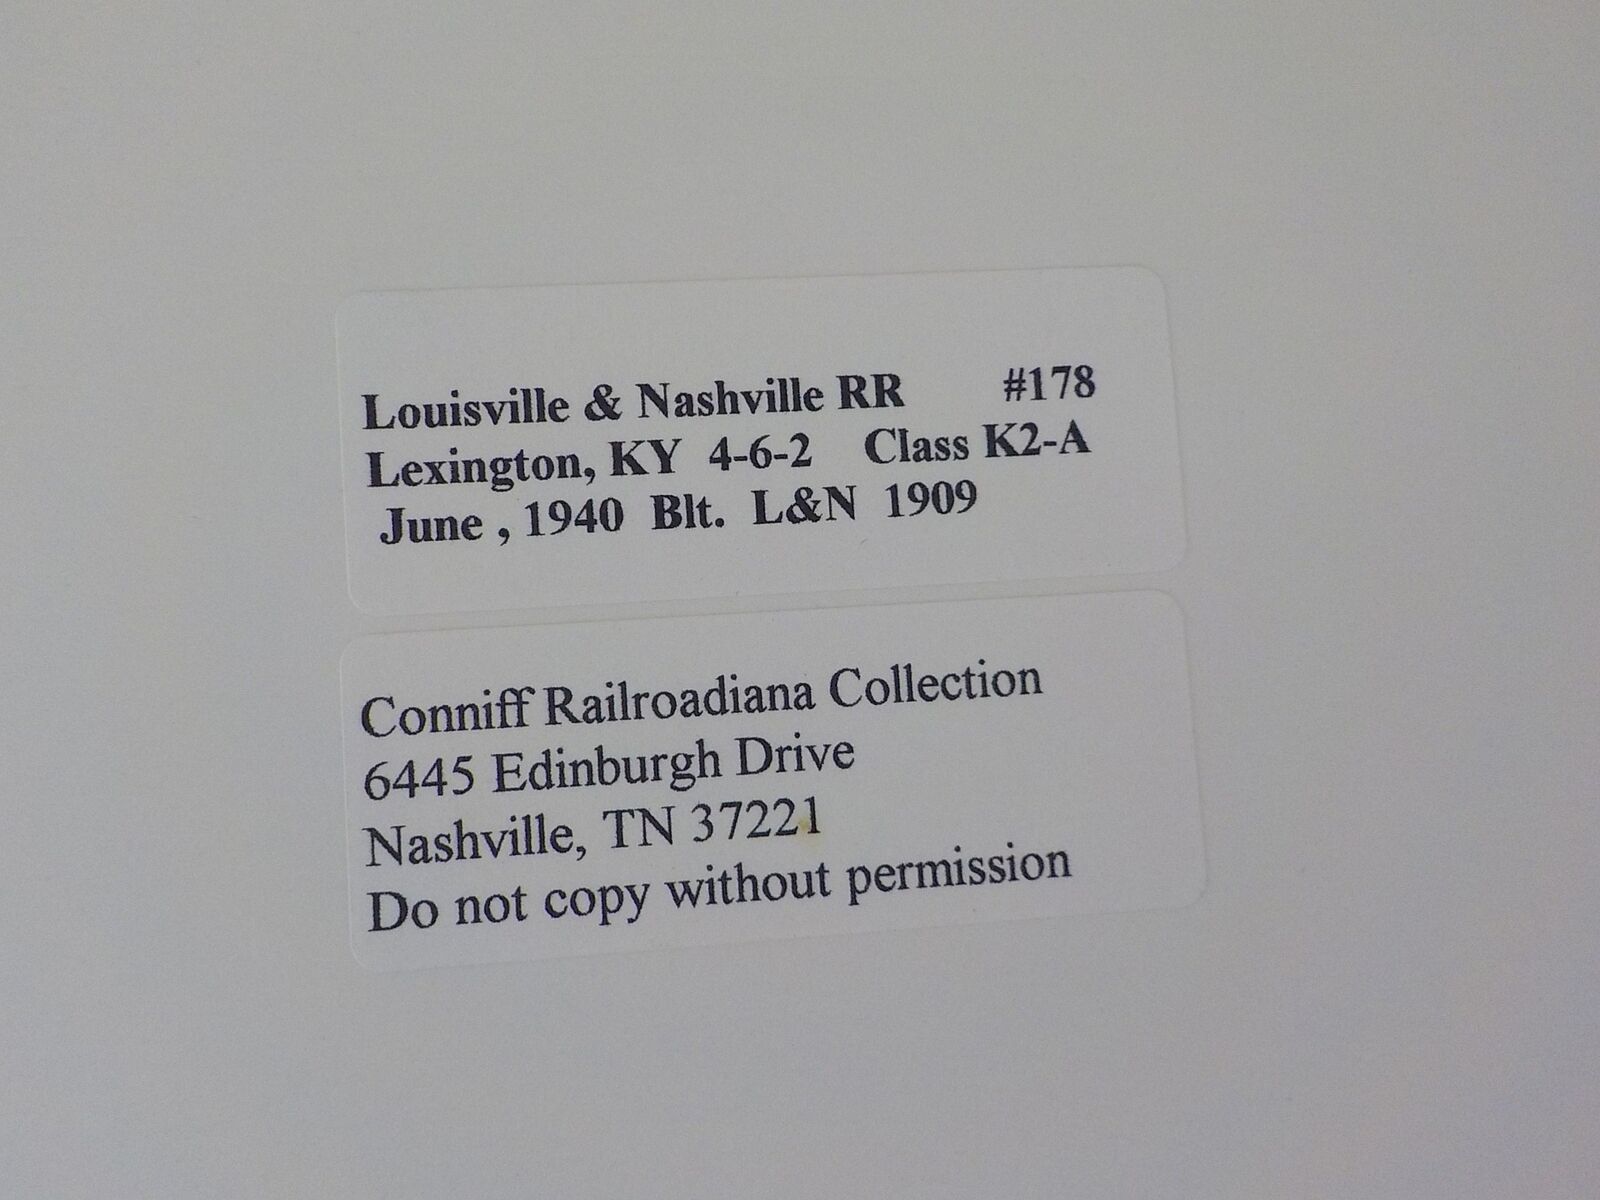 Louisville & Nashville RR #178
Lexington, KY 4-6-2 Class K2-A
June , 1940 Blt. L&N 1909
Conniff Railroadiana Collection
6445 Edinburgh Drive
Nashville, TN 37221
Do not copy without permission